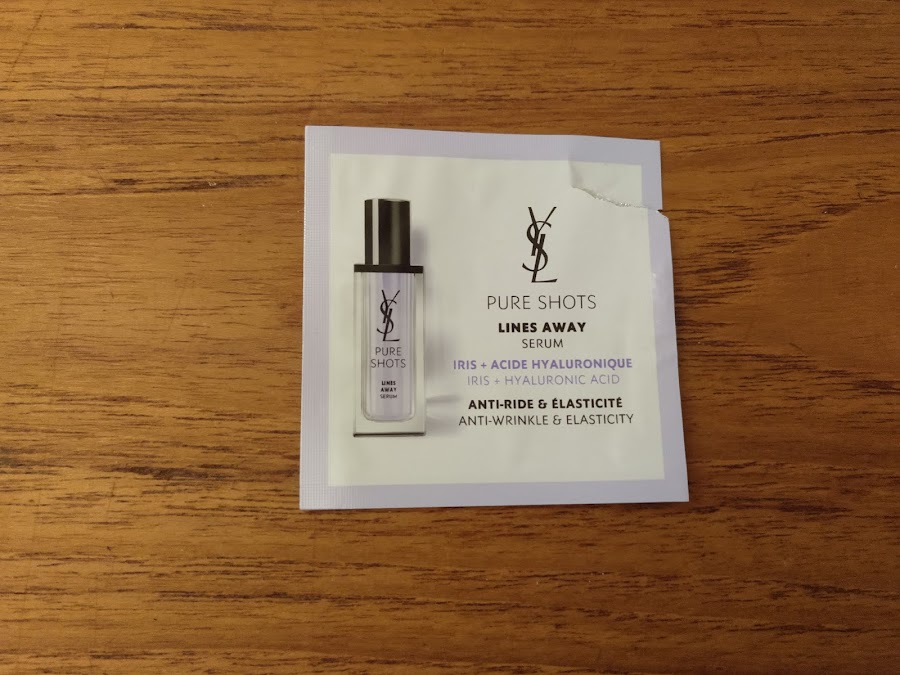 YSL
PURE
SHOTS
LINES
AWAY
SERUM
YSL
PURE SHOTS
LINES AWAY
SERUM
IRIS + ACIDE HYALURONIQUE
IRIS + HYALURONIC ACID
ANTI-RIDE & ÉLASTICITÉ
ANTI-WRINKLE & ELASTICITY